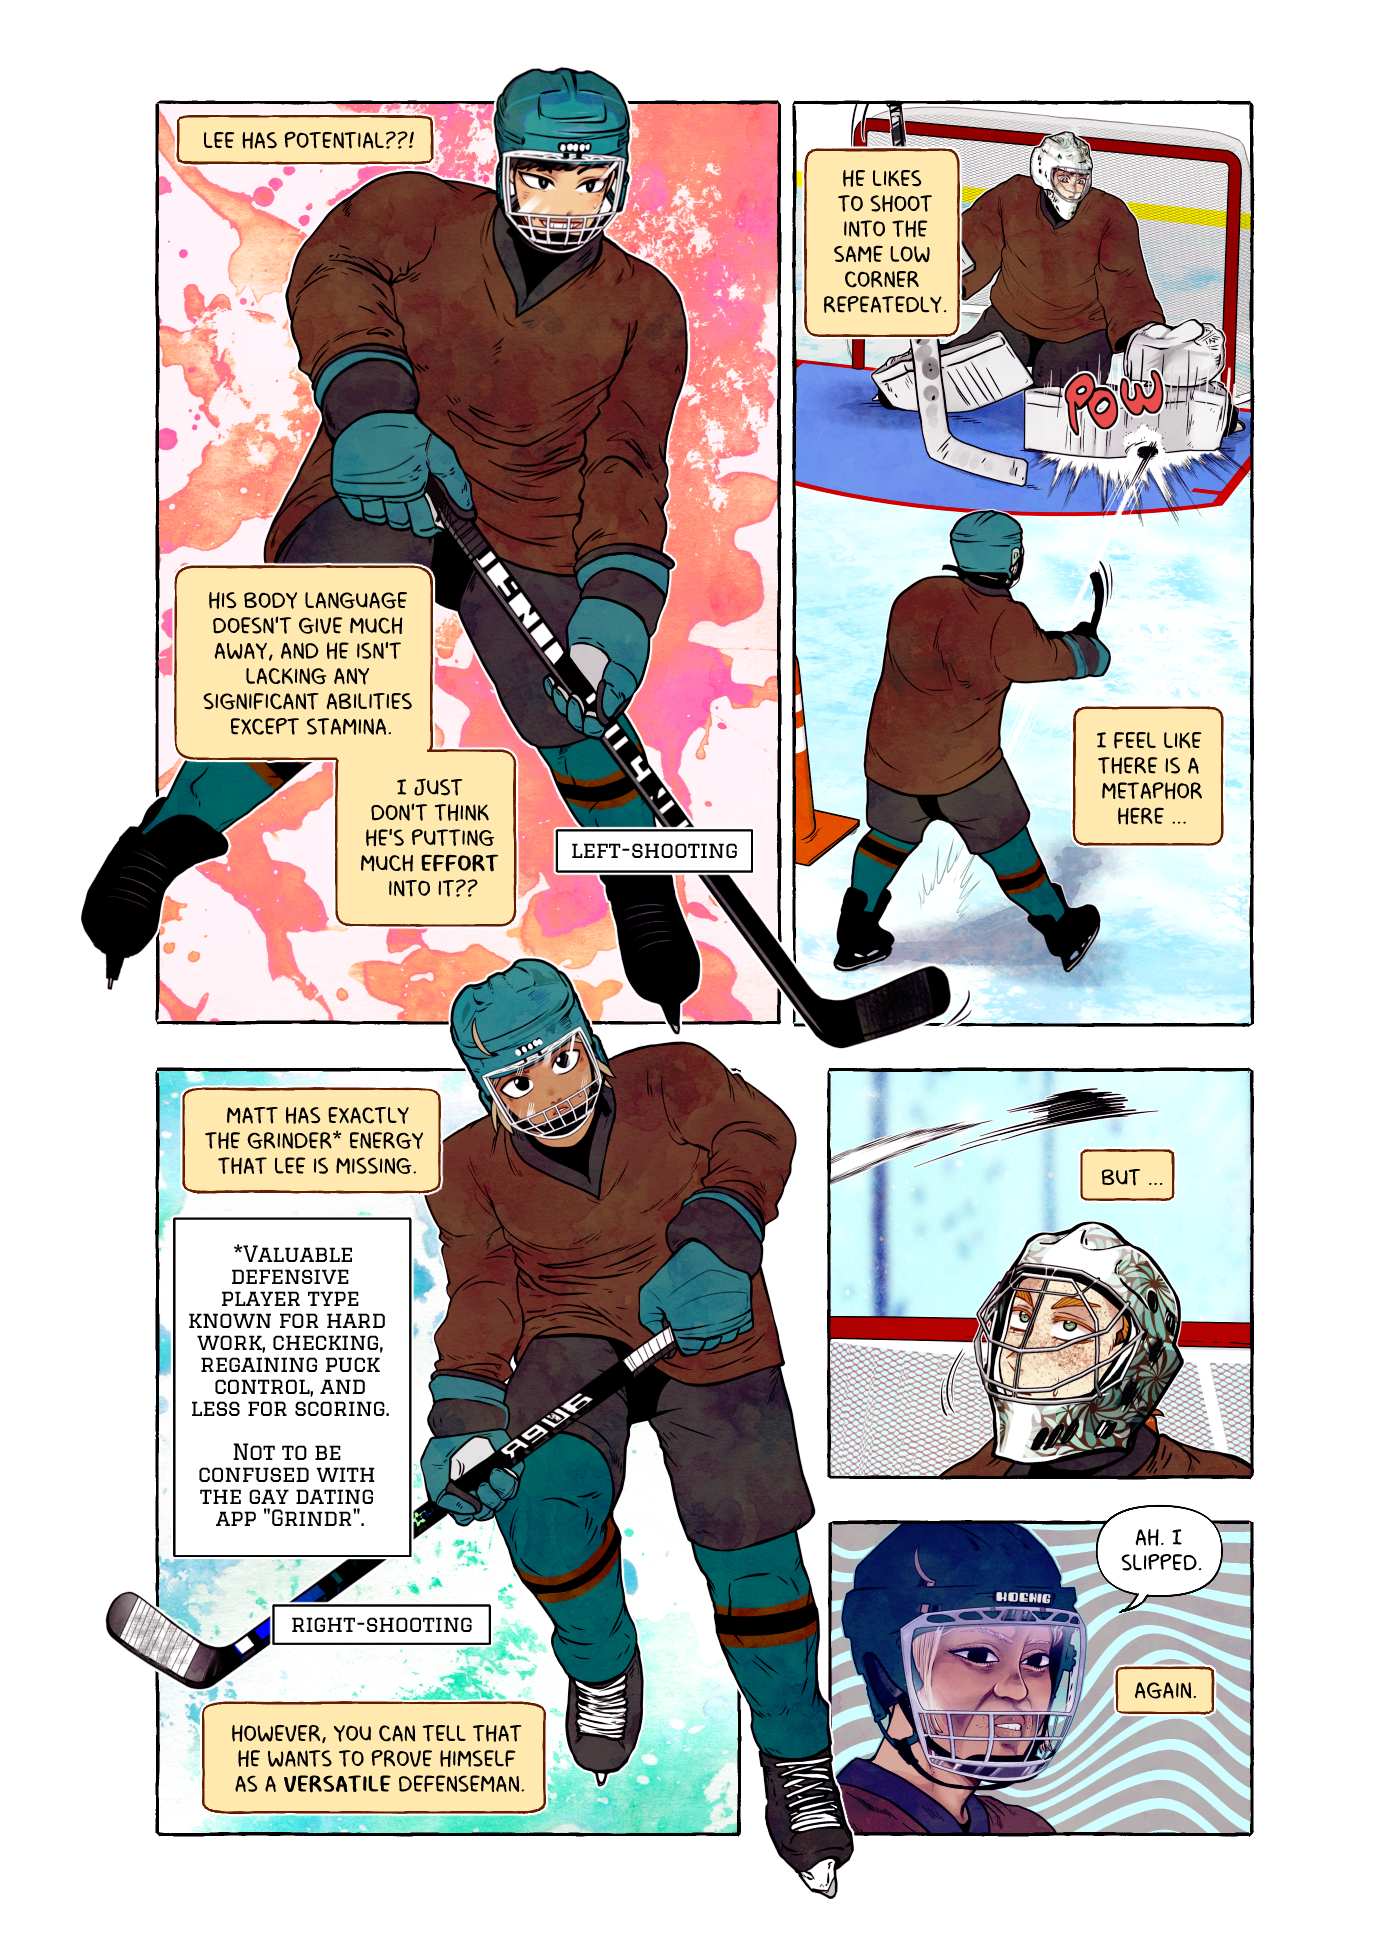 LEE HAS POTENTIAL??!
HIS BODY LANGUAGE
DOESN'T GIVE MUCH
AWAY, AND HE ISN'T
LACKING ANY
SIGNIFICANT ABILITIES
EXCEPT STAMINA.
I JUST
DON'T THINK
HE'S PUTTING
MUCH EFFORT
INTO IT??
LEFT-SHOOTING
HE LIKES
TO SHOOT
INTO THE
SAME LOW
CORNER
REPEATEDLY.
POW
I FEEL LIKE
THERE IS A
METAPHOR
HERE ...
MATT HAS EXACTLY
THE GRINDER* ENERGY
THAT LEE IS MISSING.
*VALUABLE
DEFENSIVE
PLAYER TYPE
KNOWN FOR HARD
WORK, CHECKING,
REGAINING PUCK
CONTROL, AND
LESS FOR SCORING.
NOT TO BE
CONFUSED WITH
THE GAY DATING
APP "GRINDR".
RIGHT-SHOOTING
HOWEVER, YOU CAN TELL THAT
HE WANTS TO PROVE HIMSELF
AS A VERSATILE DEFENSEMAN.
BUT ...
AH. I
SLIPPED.
KOENIG
AGAIN.